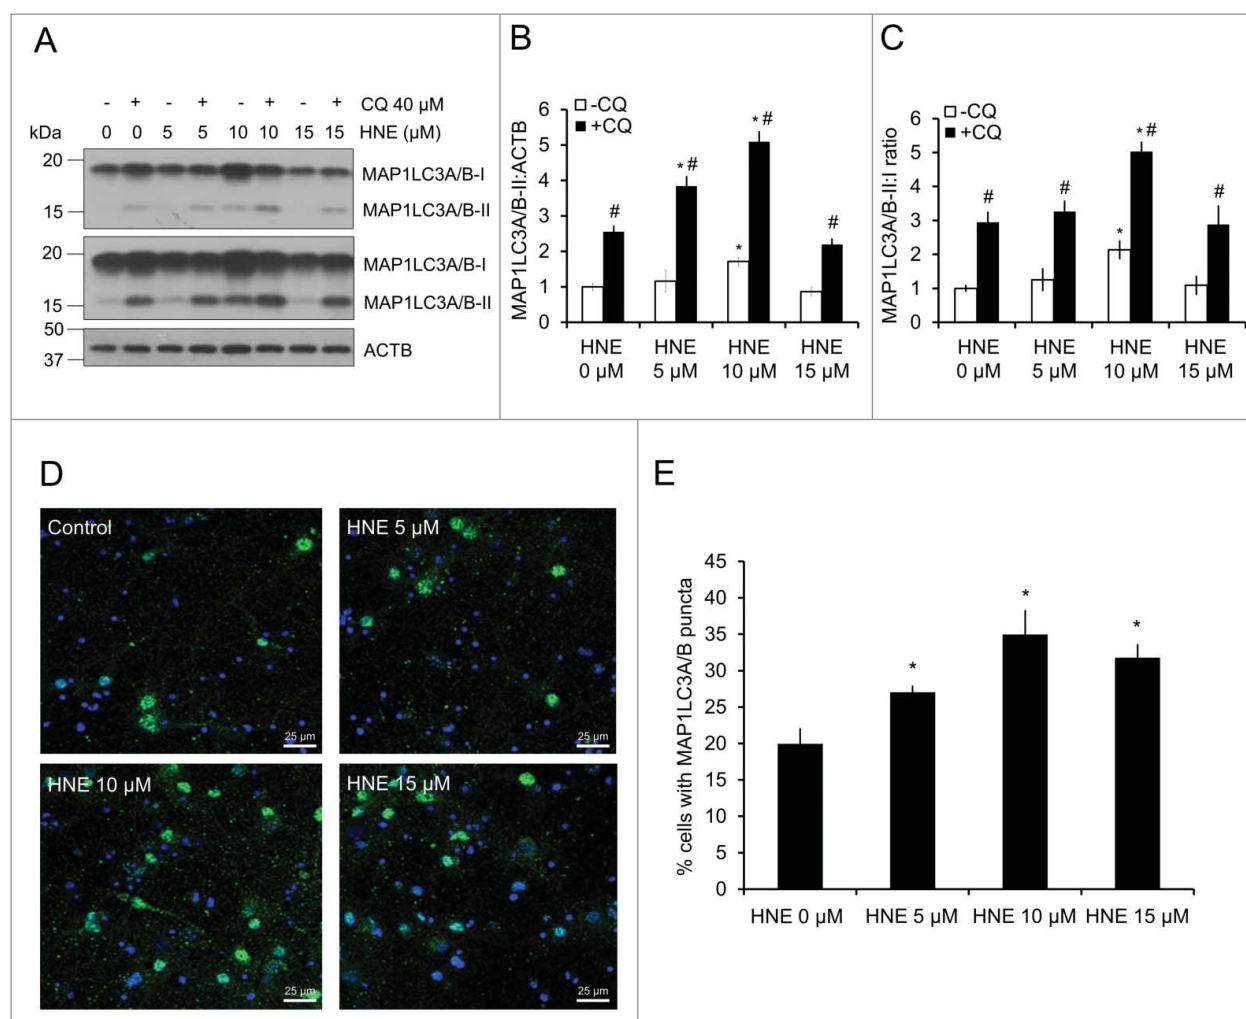 A
- + - + - + - + CQ 40 µM
kDa 0 0 5 5 10 10 15 15 HNE (µM)
20
MAP1LC3A/B-I
15
MAP1LC3A/B-II
20
MAP1LC3A/B-I
15
MAP1LC3A/B-II
50
ACTB
37
B
MAP1LC3A/B-II:ACTB
-CQ
+CQ
6
5
4
3
2
1
0
#
* #
*
* #
#
HNE HNE HNE HNE
0 µM 5 µM 10 µM 15 µM
C
MAP1LC3A/B-II:I ratio
-CQ
+CQ
6
5
4
3
2
1
0
#
#
*
* #
#
HNE HNE HNE HNE
0 µM 5 µM 10 µM 15 µM
D
Control
25 µm
HNE 5 µM
25 µm
HNE 10 µM
25 µm
HNE 15 µM
25 µm
E
% cells with MAP1LC3A/B puncta
45
40
35
30
25
20
15
10
5
0
*
*
*
HNE 0 µM HNE 5 µM HNE 10 µM HNE 15 µM